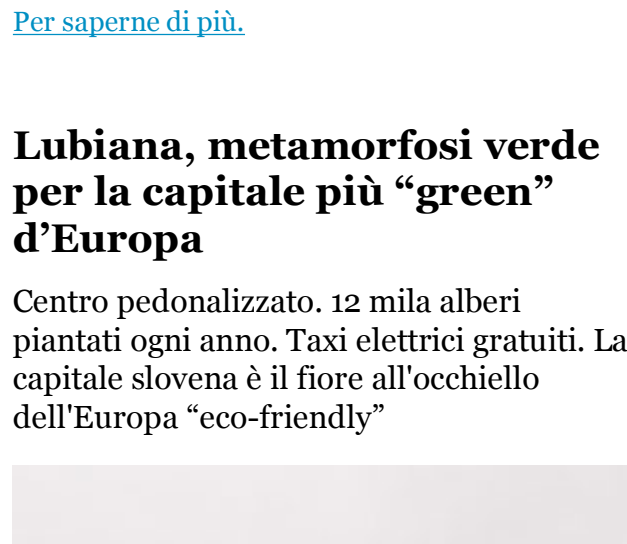 Per saperne di più.
Lubiana, metamorfosi verde
per la capitale più “green”
d’Europa
Centro pedonalizzato. 12 mila alberi
piantati ogni anno. Taxi elettrici gratuiti. La
capitale slovena è il fiore all'occhiello
dell'Europa “eco-friendly”